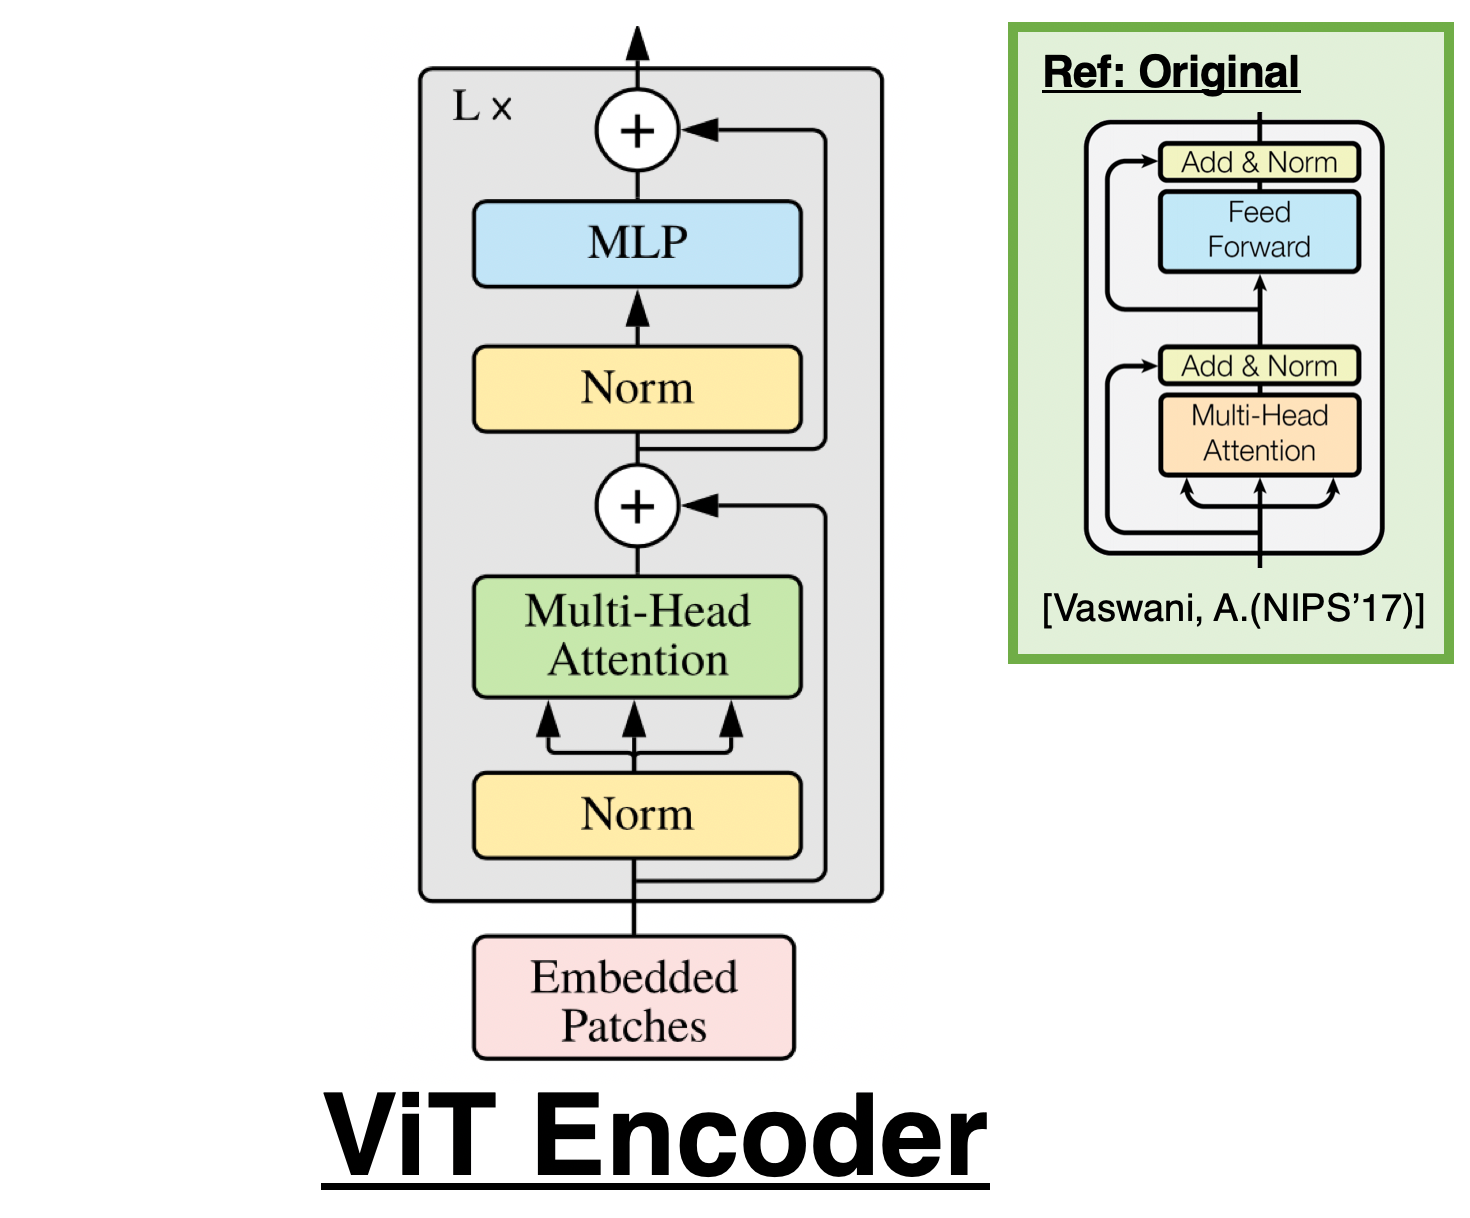 L ×
+
MLP
Norm
+
Multi-Head
Attention
Norm
Embedded
Patches
ViT Encoder
Ref: Original
Add & Norm
Feed
Forward
Add & Norm
Multi-Head
Attention
[Vaswani, A.(NIPS’17)]